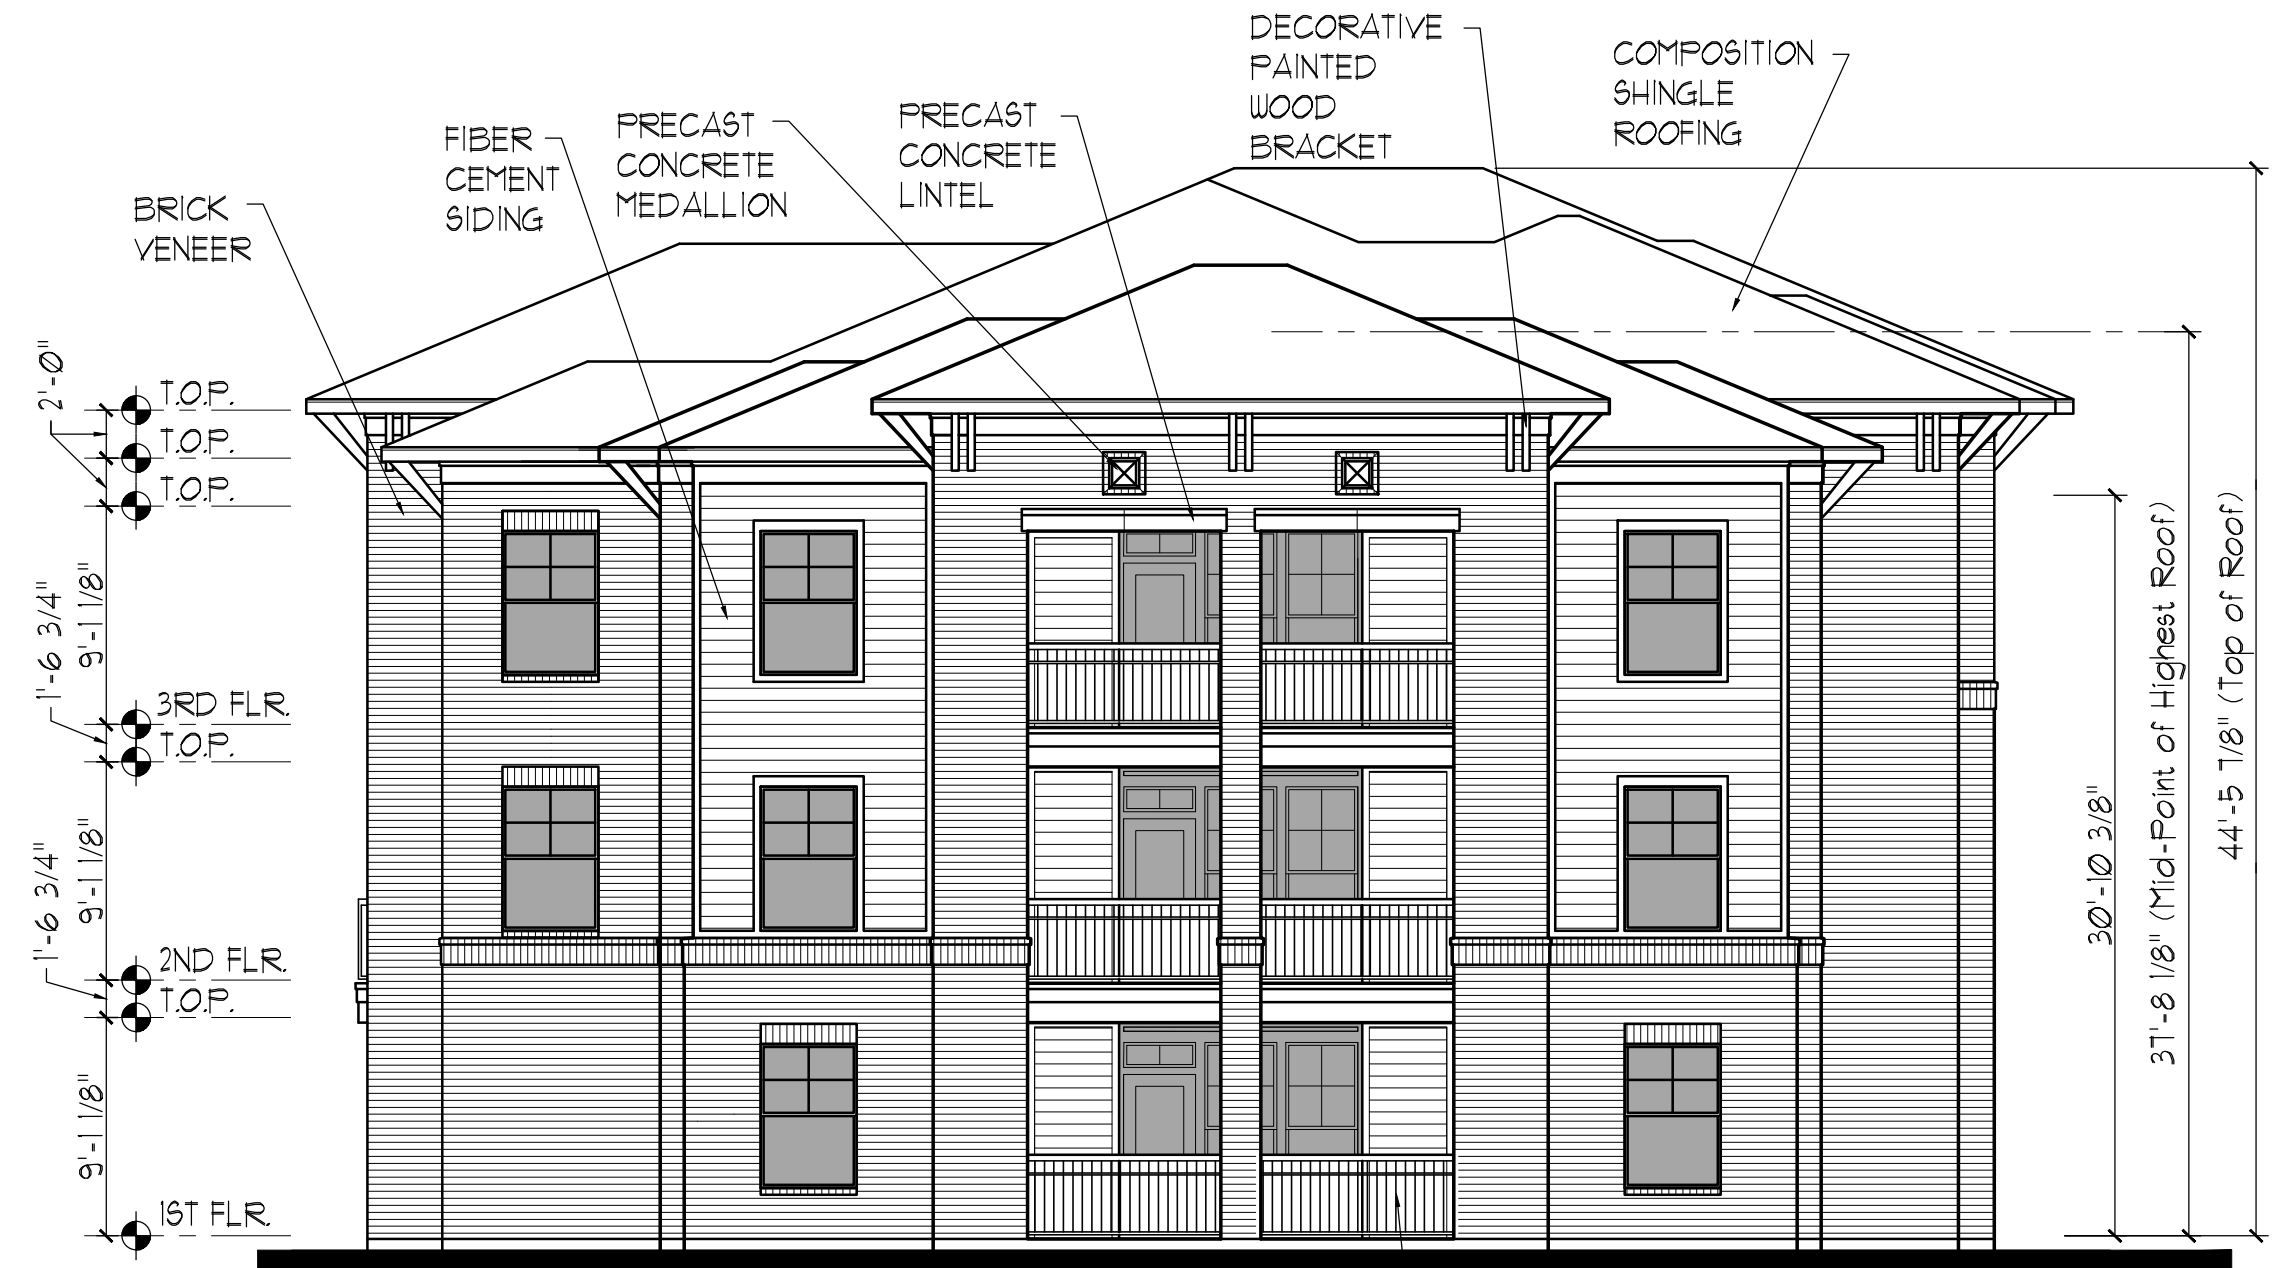 DECORATIVE
PAINTED
WOOD
BRACKET
COMPOSITION
SHINGLE
ROOFING
PRECAST
CONCRETE
LINTEL
PRECAST
CONCRETE
MEDALLION
FIBER
CEMENT
SIDING
BRICK
VENEER
2'-0"
T.O.P.
T.O.P.
T.O.P.
9'-1 1/8"
1'-6 3/4"
3RD FLR.
T.O.P.
9'-1 1/8"
1'-6 3/4"
2ND FLR.
T.O.P.
9'-1 1/8"
1ST FLR.
30'-10 3/8"
37'-8 1/8" (Mid-Point of Highest Roof)
44'-5 7/8" (Top of Roof)